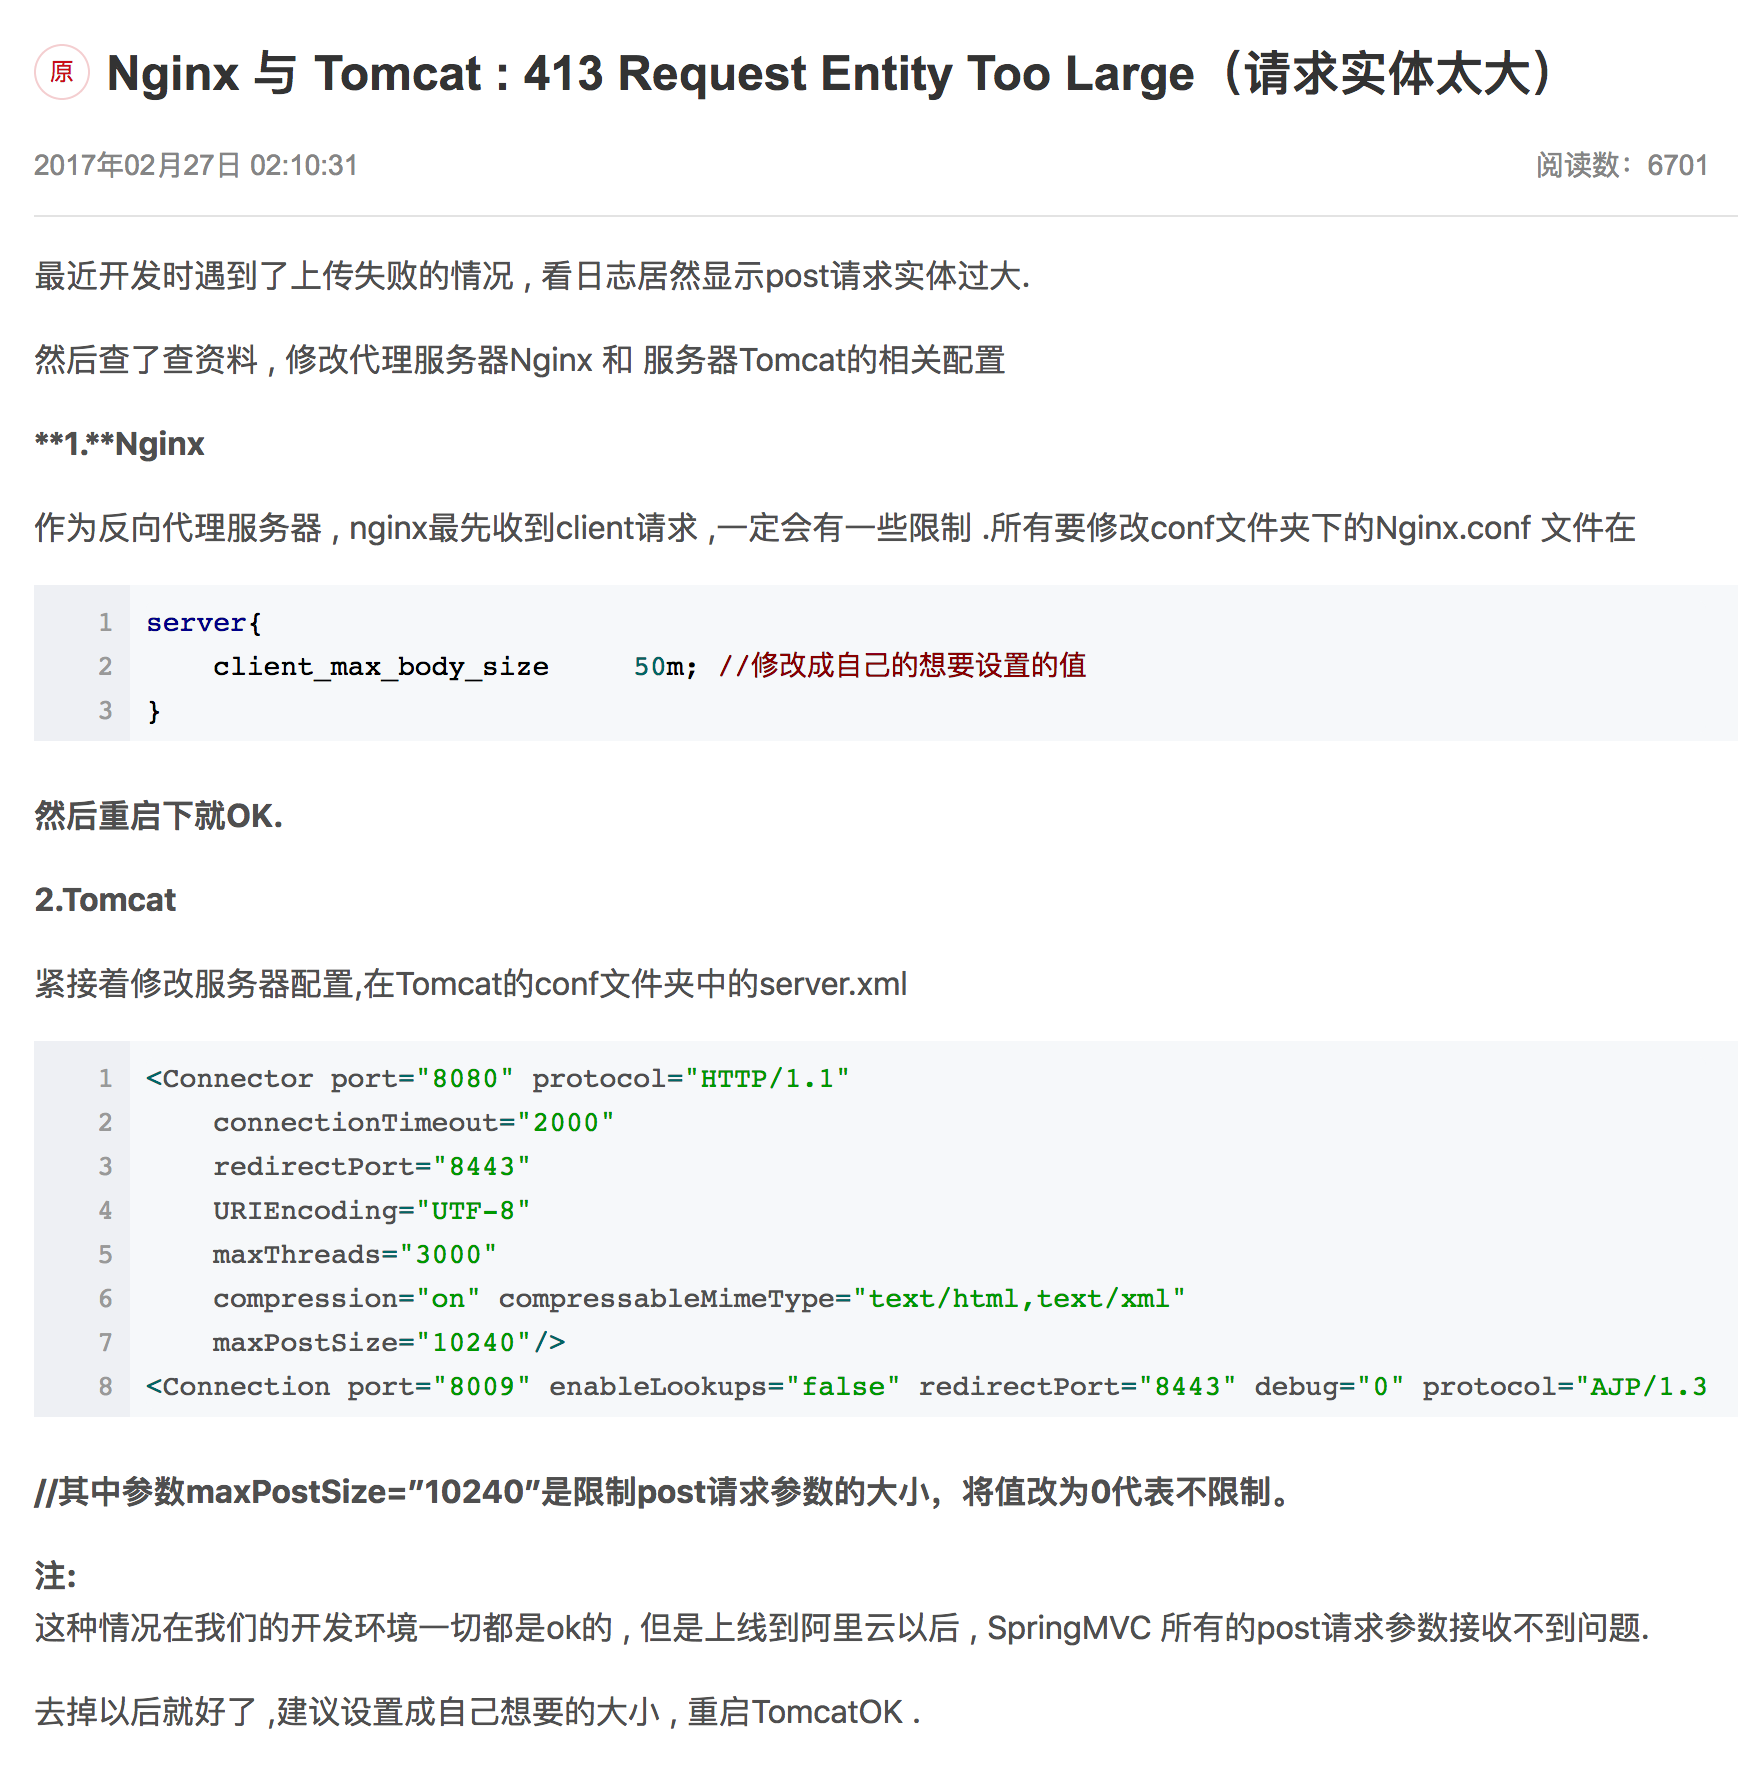 原 Nginx 与 Tomcat : 413 Request Entity Too Large（请求实体太大）
2017年02月27日 02:10:31 阅读数：6701
最近开发时遇到了上传失败的情况 , 看日志居然显示post请求实体过大.
然后查了查资料 , 修改代理服务器Nginx 和 服务器Tomcat的相关配置
**1.**Nginx
作为反向代理服务器 , nginx最先收到client请求 ,一定会有一些限制 .所有要修改conf文件夹下的Nginx.conf 文件在
1 server{
2     client_max_body_size     50m; //修改成自己的想要设置的值
3 }
然后重启下就OK.
2.Tomcat
紧接着修改服务器配置,在Tomcat的conf文件夹中的server.xml
1 <Connector port="8080" protocol="HTTP/1.1"
2     connectionTimeout="2000"
3     redirectPort="8443"
4     URIEncoding="UTF-8"
5     maxThreads="3000"
6     compression="on" compressableMimeType="text/html,text/xml"
7     maxPostSize="10240"/>
8 <Connection port="8009" enableLookups="false" redirectPort="8443" debug="0" protocol="AJP/1.3
//其中参数maxPostSize=”10240”是限制post请求参数的大小，将值改为0代表不限制。
注:
这种情况在我们的开发环境一切都是ok的 , 但是上线到阿里云以后 , SpringMVC 所有的post请求参数接收不到问题.
去掉以后就好了 ,建议设置成自己想要的大小 , 重启TomcatOK .